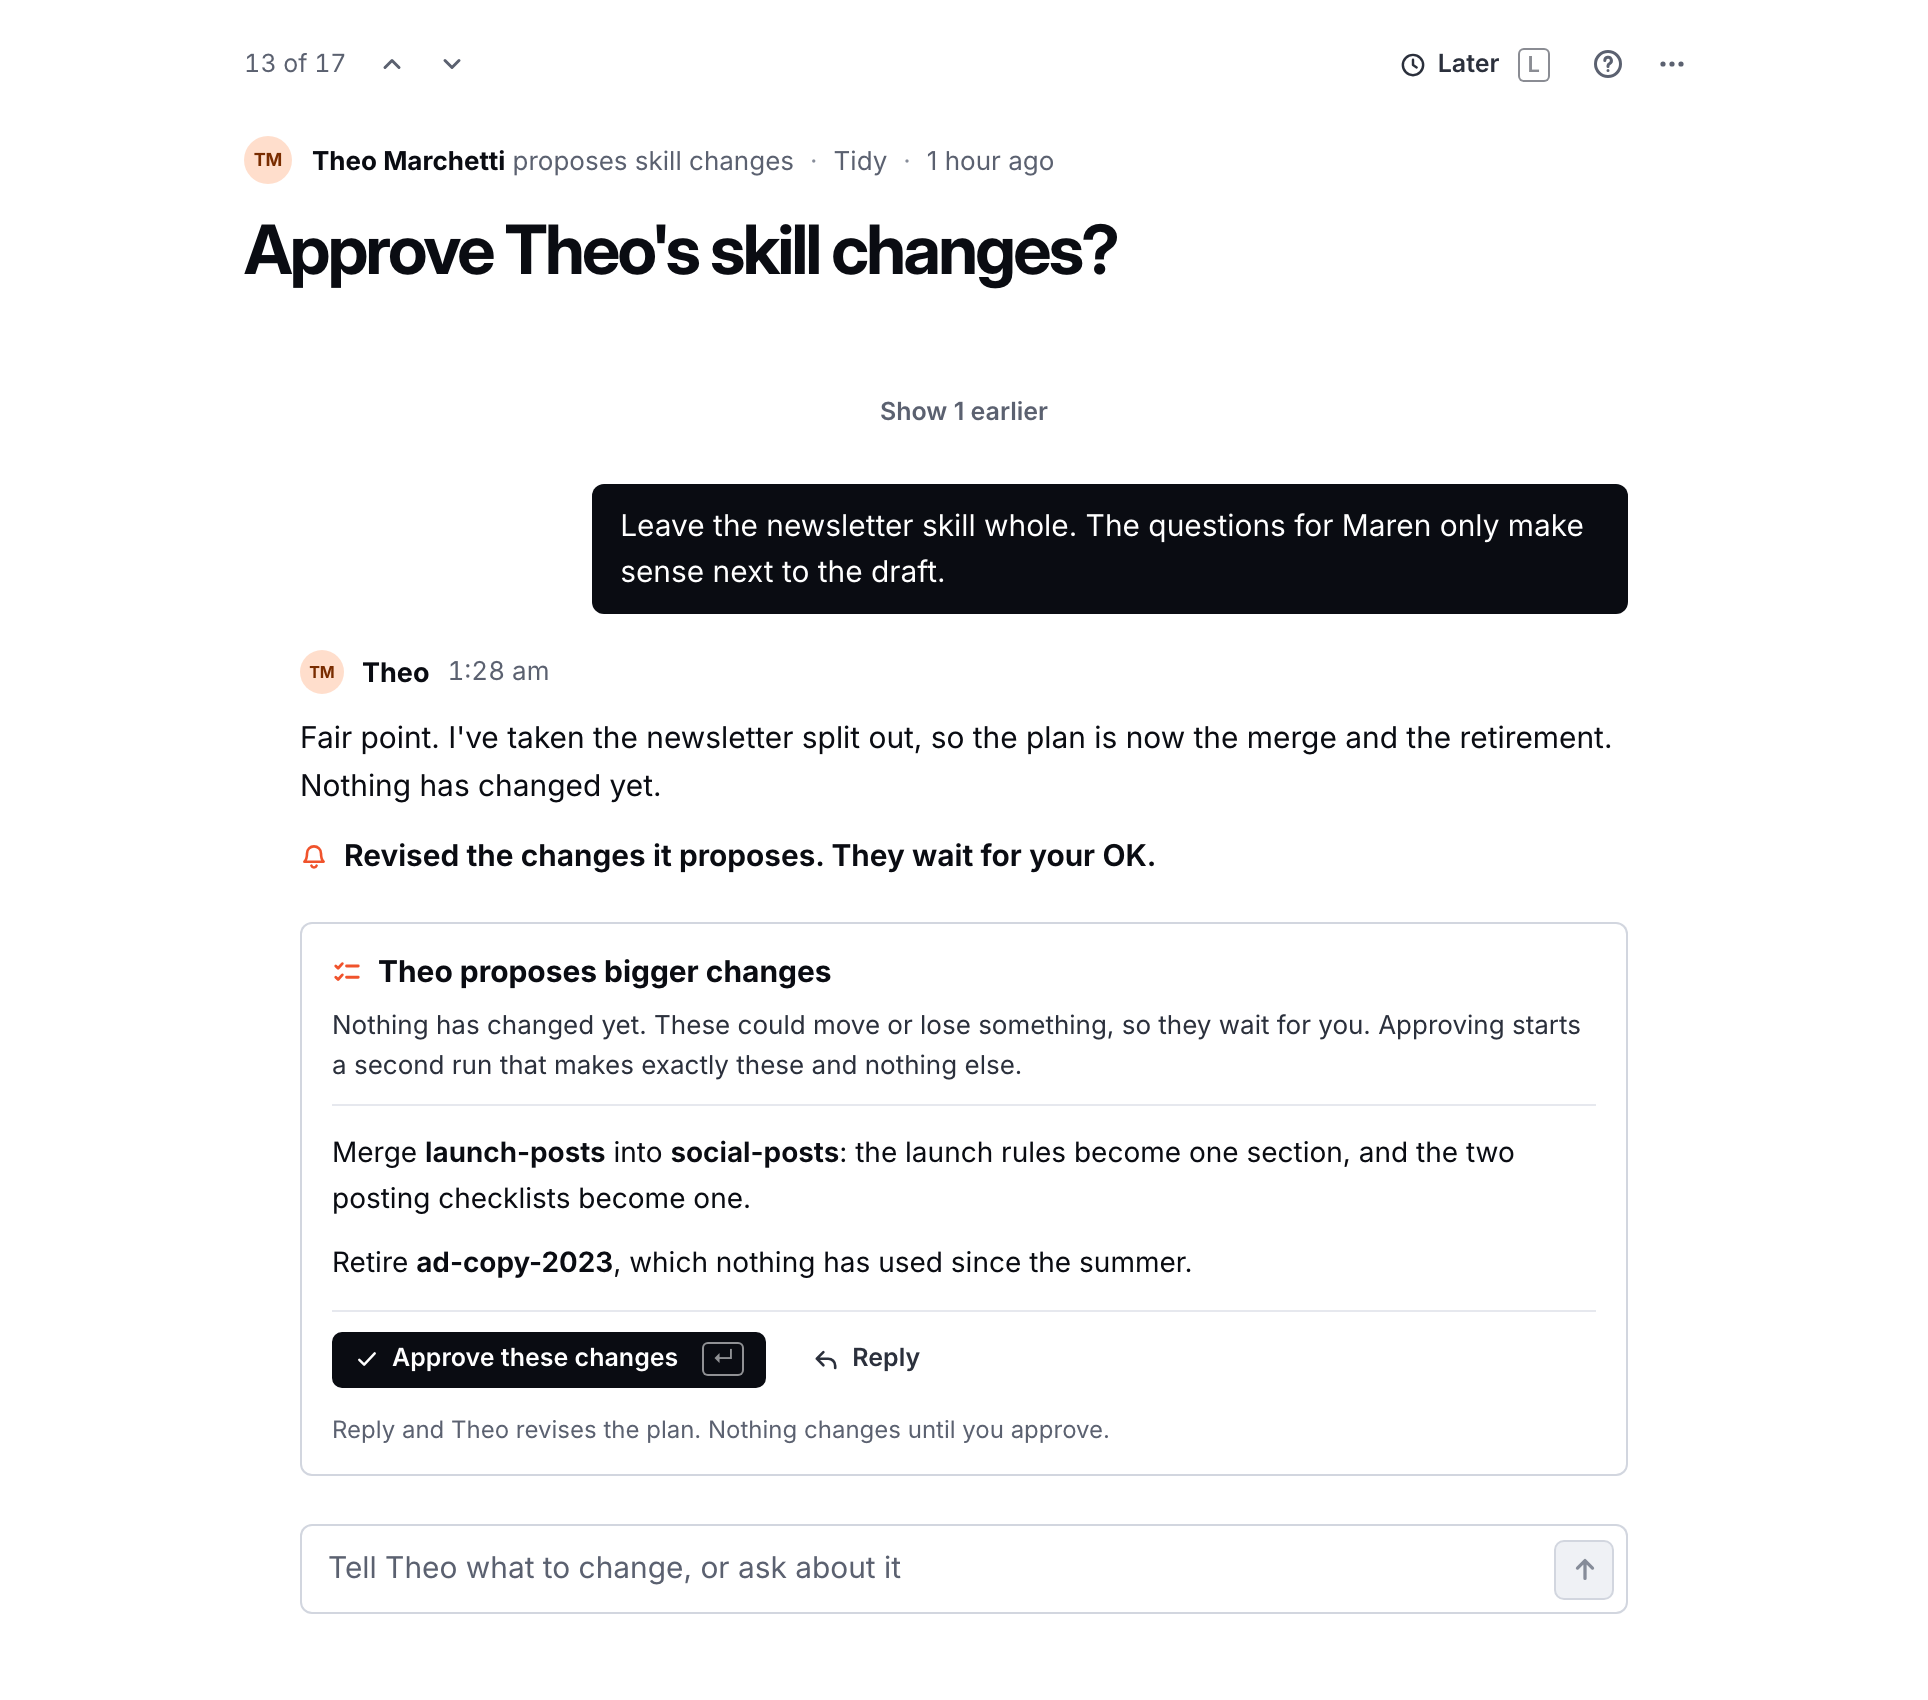 13 of 17
Later L
TM Theo Marchetti proposes skill changes · Tidy · 1 hour ago
Approve Theo's skill changes?
Show 1 earlier
Leave the newsletter skill whole. The questions for Maren only make
sense next to the draft.
TM Theo 1:28 am
Fair point. I've taken the newsletter split out, so the plan is now the merge and the retirement.
Nothing has changed yet.
Revised the changes it proposes. They wait for your OK.
Theo proposes bigger changes
Nothing has changed yet. These could move or lose something, so they wait for you. Approving starts
a second run that makes exactly these and nothing else.
Merge launch-posts into social-posts: the launch rules become one section, and the two
posting checklists become one.
Retire ad-copy-2023, which nothing has used since the summer.
Approve these changes
Reply
Reply and Theo revises the plan. Nothing changes until you approve.
Tell Theo what to change, or ask about it